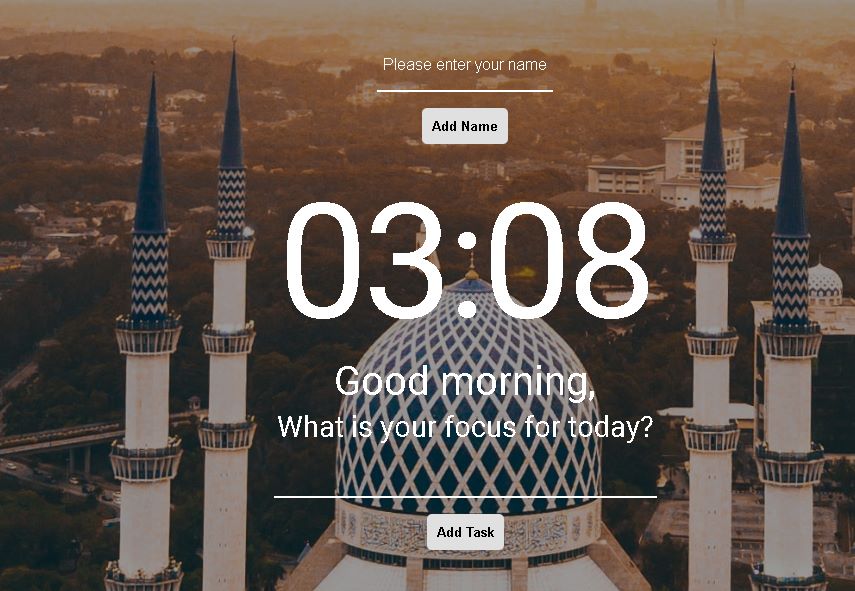 Please enter your name
Add Name
03:08
Good morning,
What is your focus for today?
Add Task